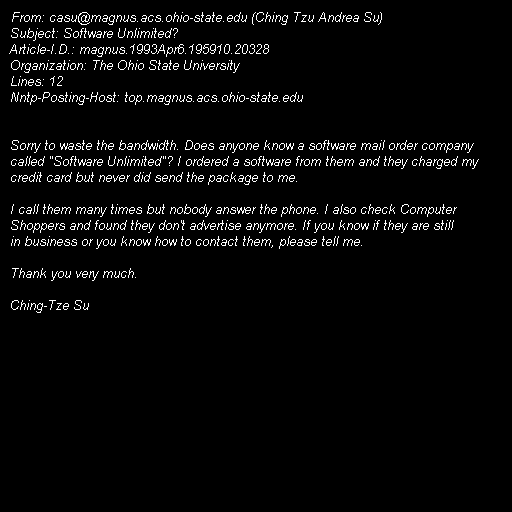 From: casu@magnus.acs.ohio-state.edu (Ching Tzu Andrea Su)
Subject: Software Unlimited?
Article-I.D.: magnus.1993Apr6.195910.20328
Organization: The Ohio State University
Lines: 12
Nntp-Posting-Host: top.magnus.acs.ohio-state.edu
Sorry to waste the bandwidth. Does anyone know a software mail order company
called "Software Unlimited"? I ordered a software from them and they charged my
credit card but never did send the package to me.
I call them many times but nobody answer the phone. I also check Computer
Shoppers and found they don't advertise anymore. If you know if they are still
in business or you know how to contact them, please tell me.
Thank you very much.
Ching-Tze Su